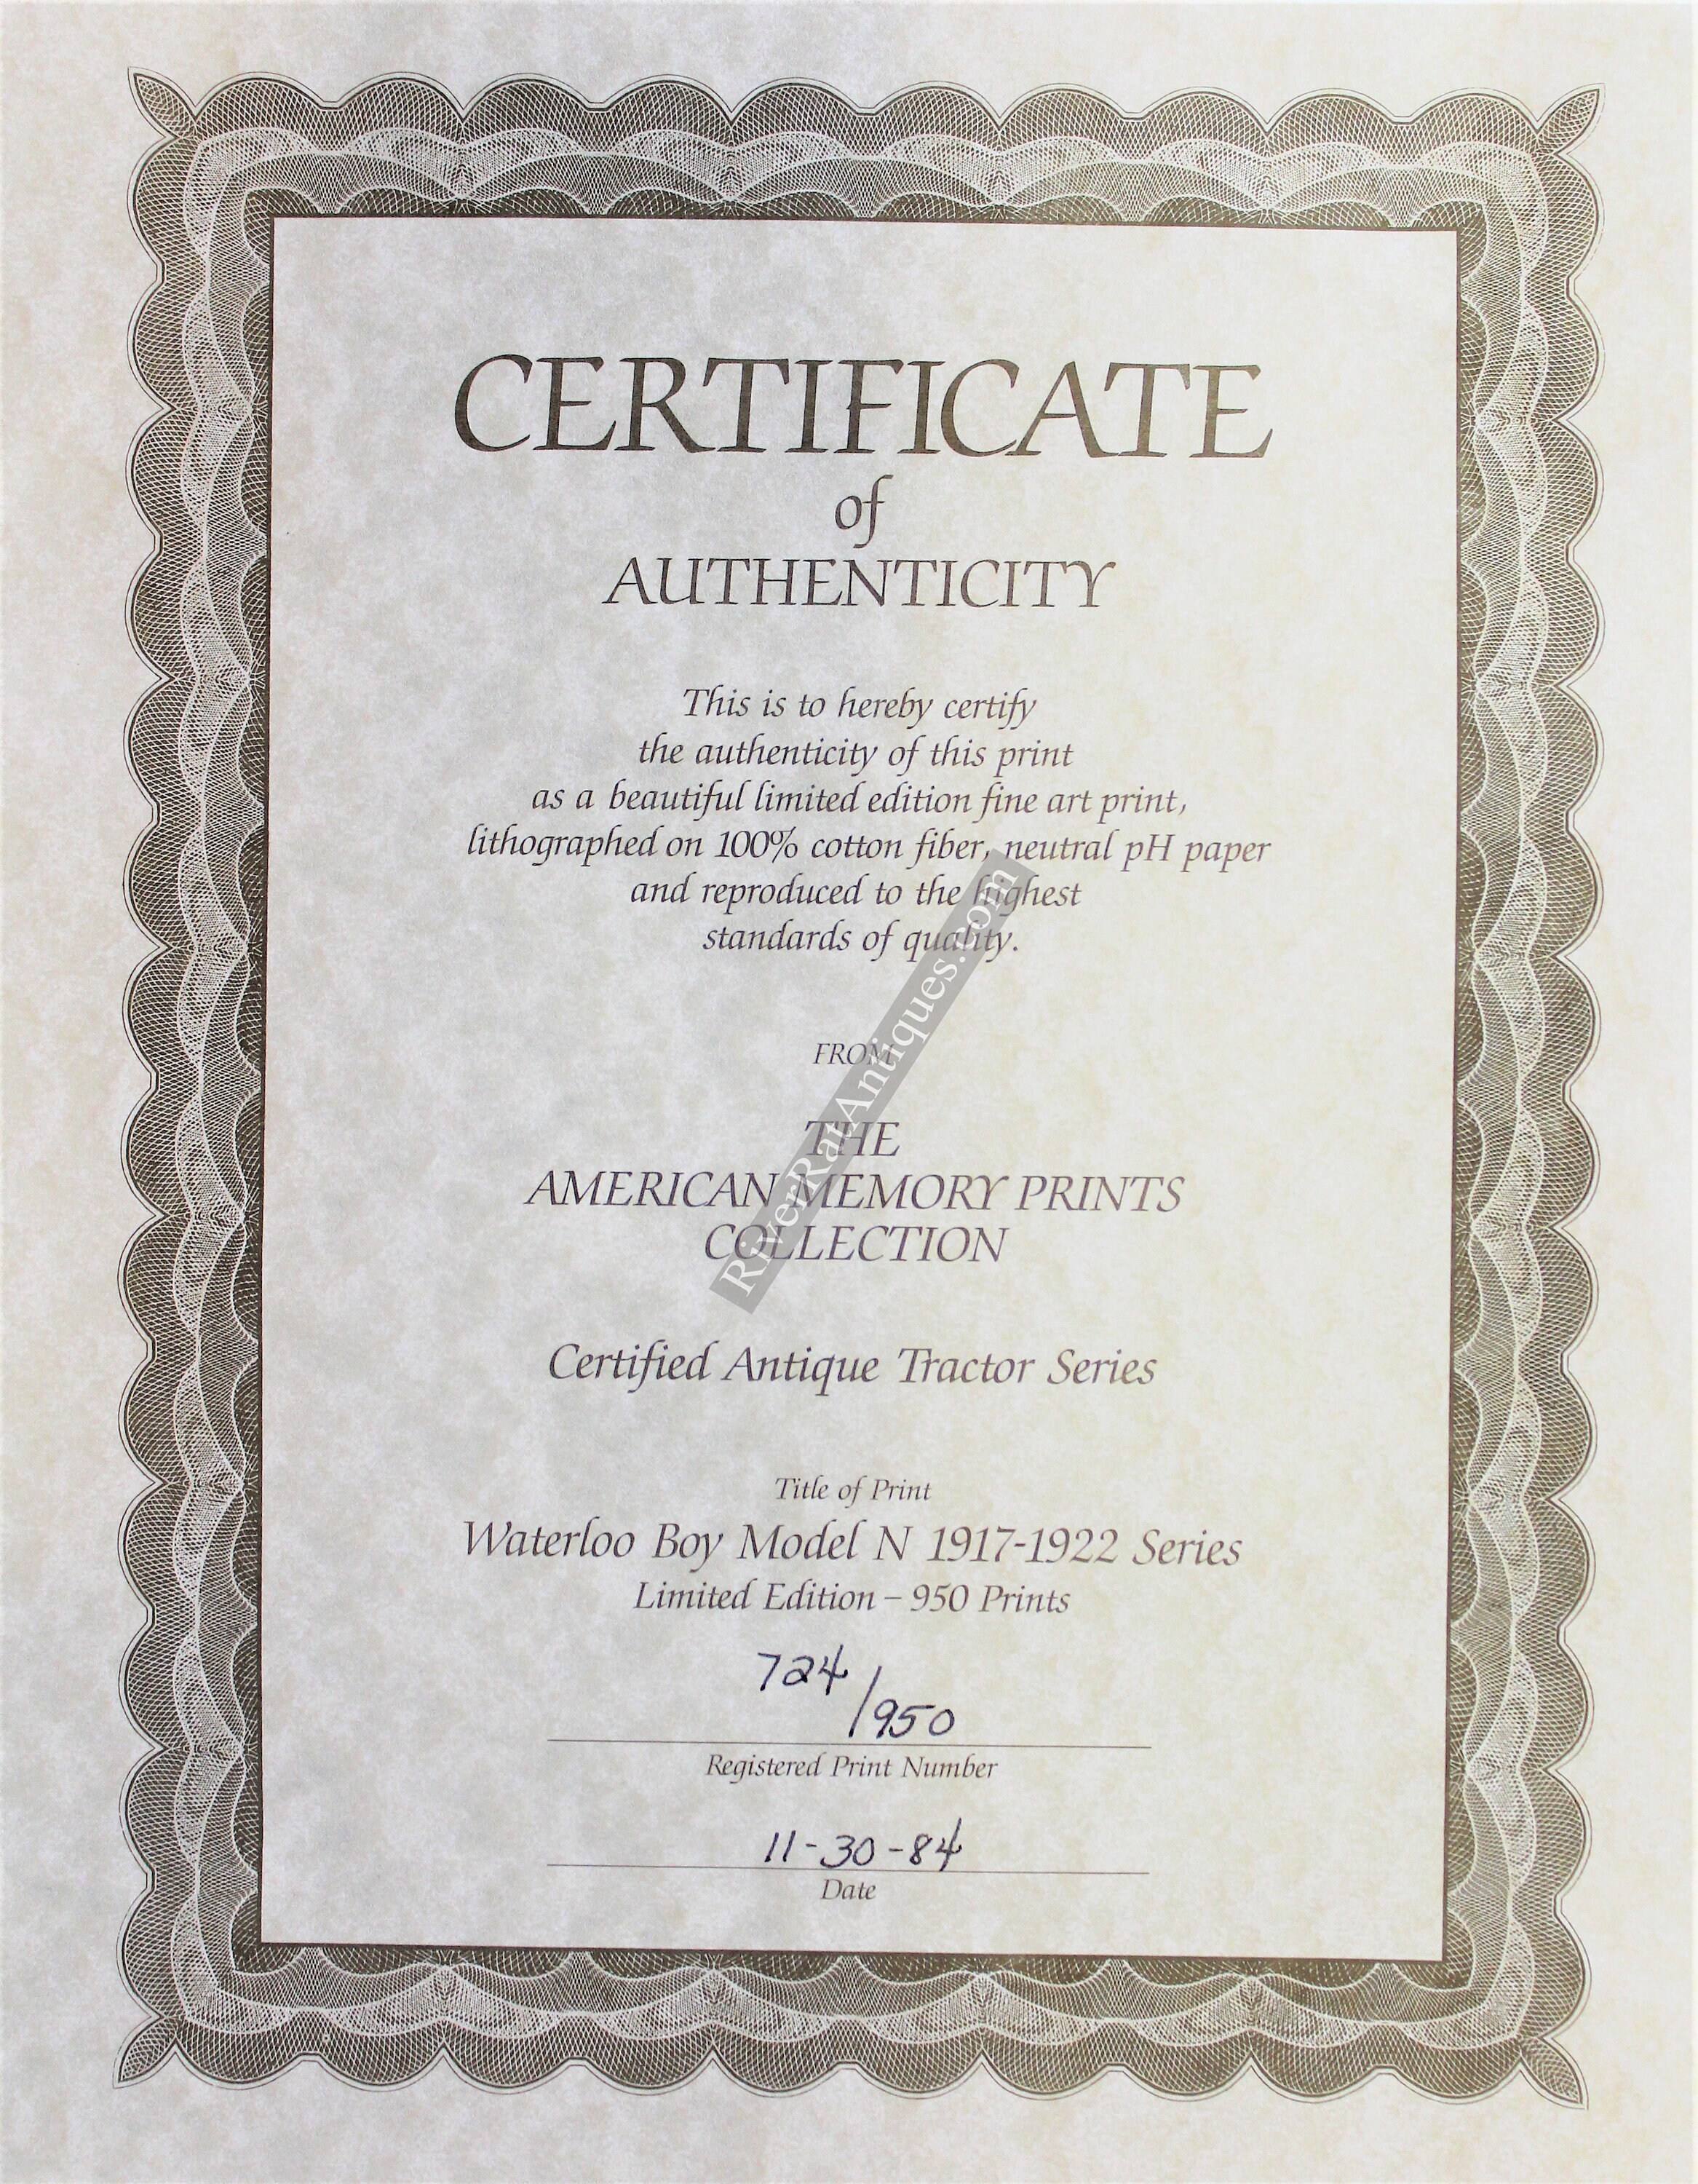 CERTIFICATE
of
AUTHENTICITY
This is to hereby certify
the authenticity of this print
as a beautiful limited edition fine art print,
lithographed on 100% cotton fiber, neutral pH paper
and reproduced to the highest
standards of quality.
FROM
THE
AMERICAN MEMORY PRINTS
COLLECTION
RiverRatAntiques.com
Certified Antique Tractor Series
Title of Print
Waterloo Boy Model N 1917-1922 Series
Limited Edition – 950 Prints
724/950
Registered Print Number
11-30-84
Date